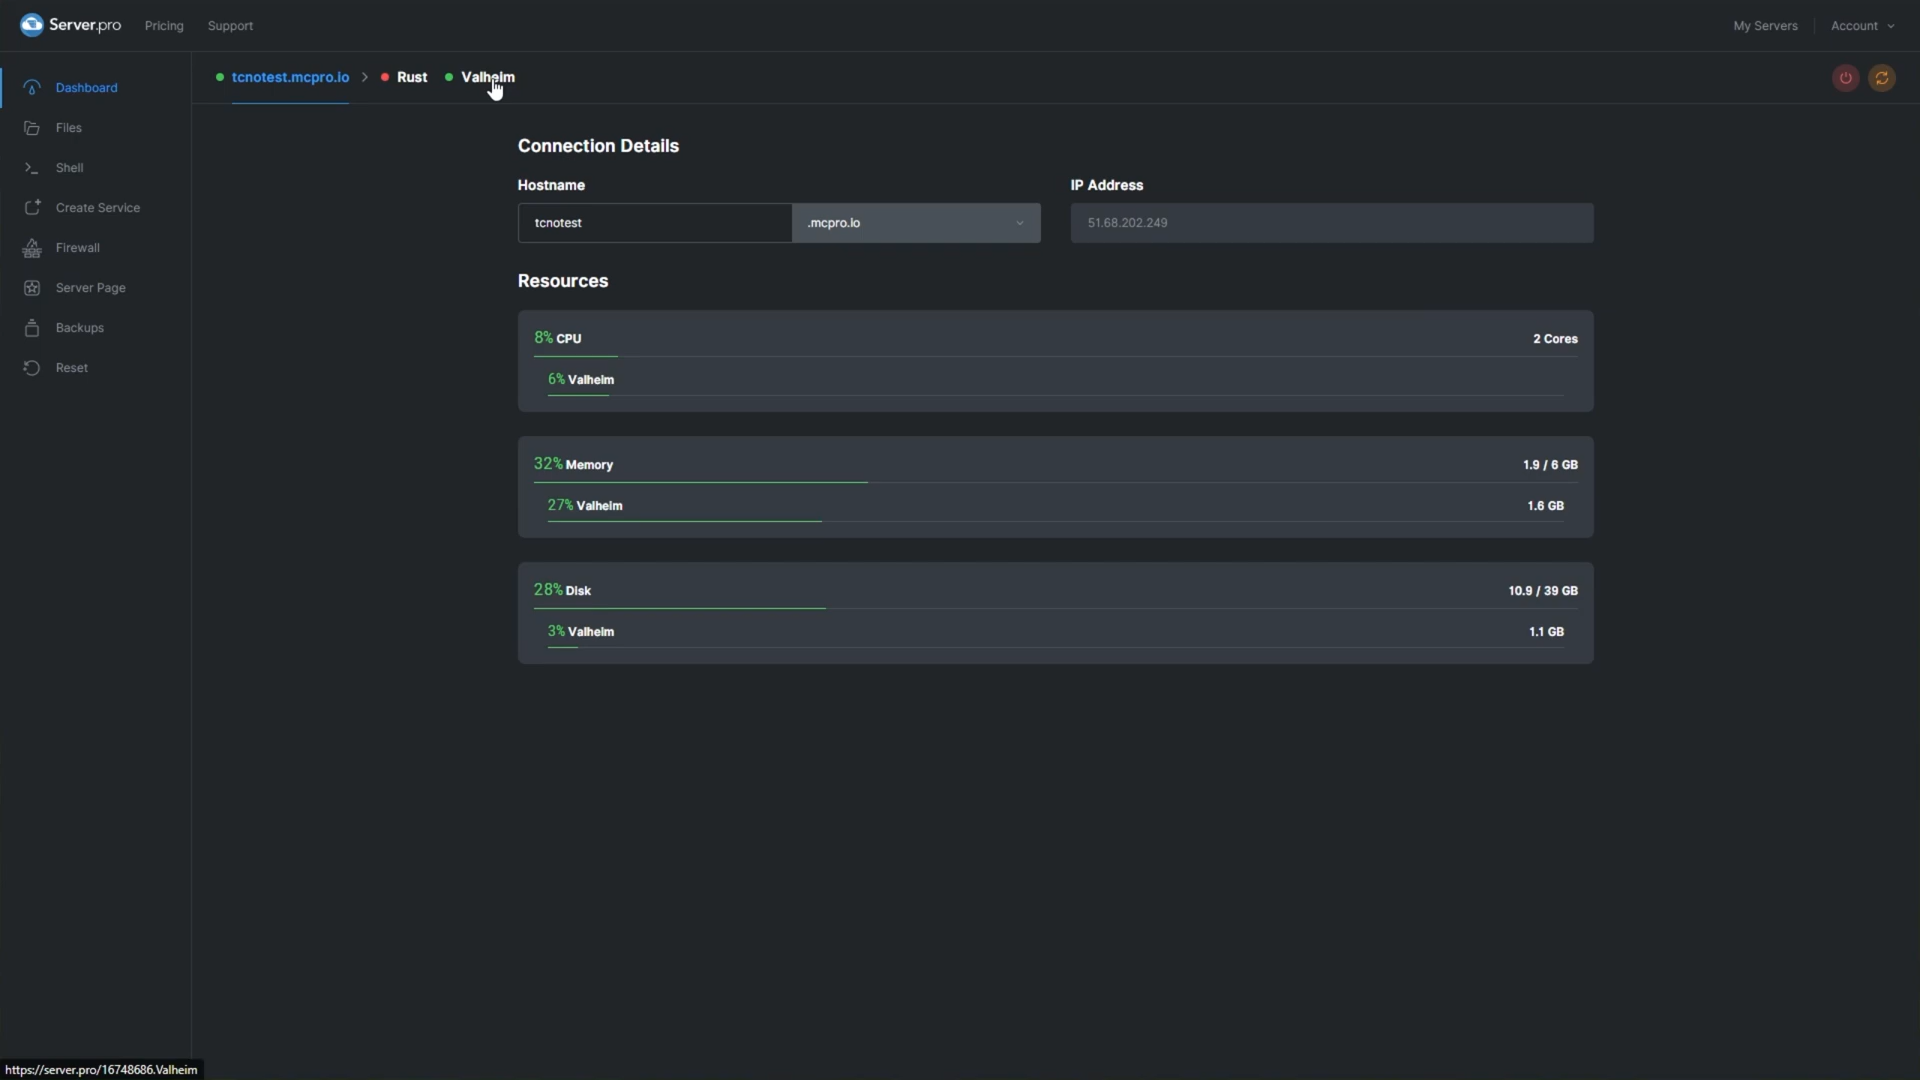 Server.pro Pricing Support My Servers Account
Dashboard
Files
Shell
Create Service
Firewall
Server Page
Backups
Reset
tcnotest.mcpro.io > Rust Valheim
Connection Details
Hostname IP Address
tcnotest .mcpro.io 51.68.202.249
Resources
8% CPU 2 Cores
6% Valheim
32% Memory 1.9 / 6 GB
27% Valheim 1.6 GB
28% Disk 10.9 / 39 GB
3% Valheim 1.1 GB
https://server.pro/16748686.Valheim